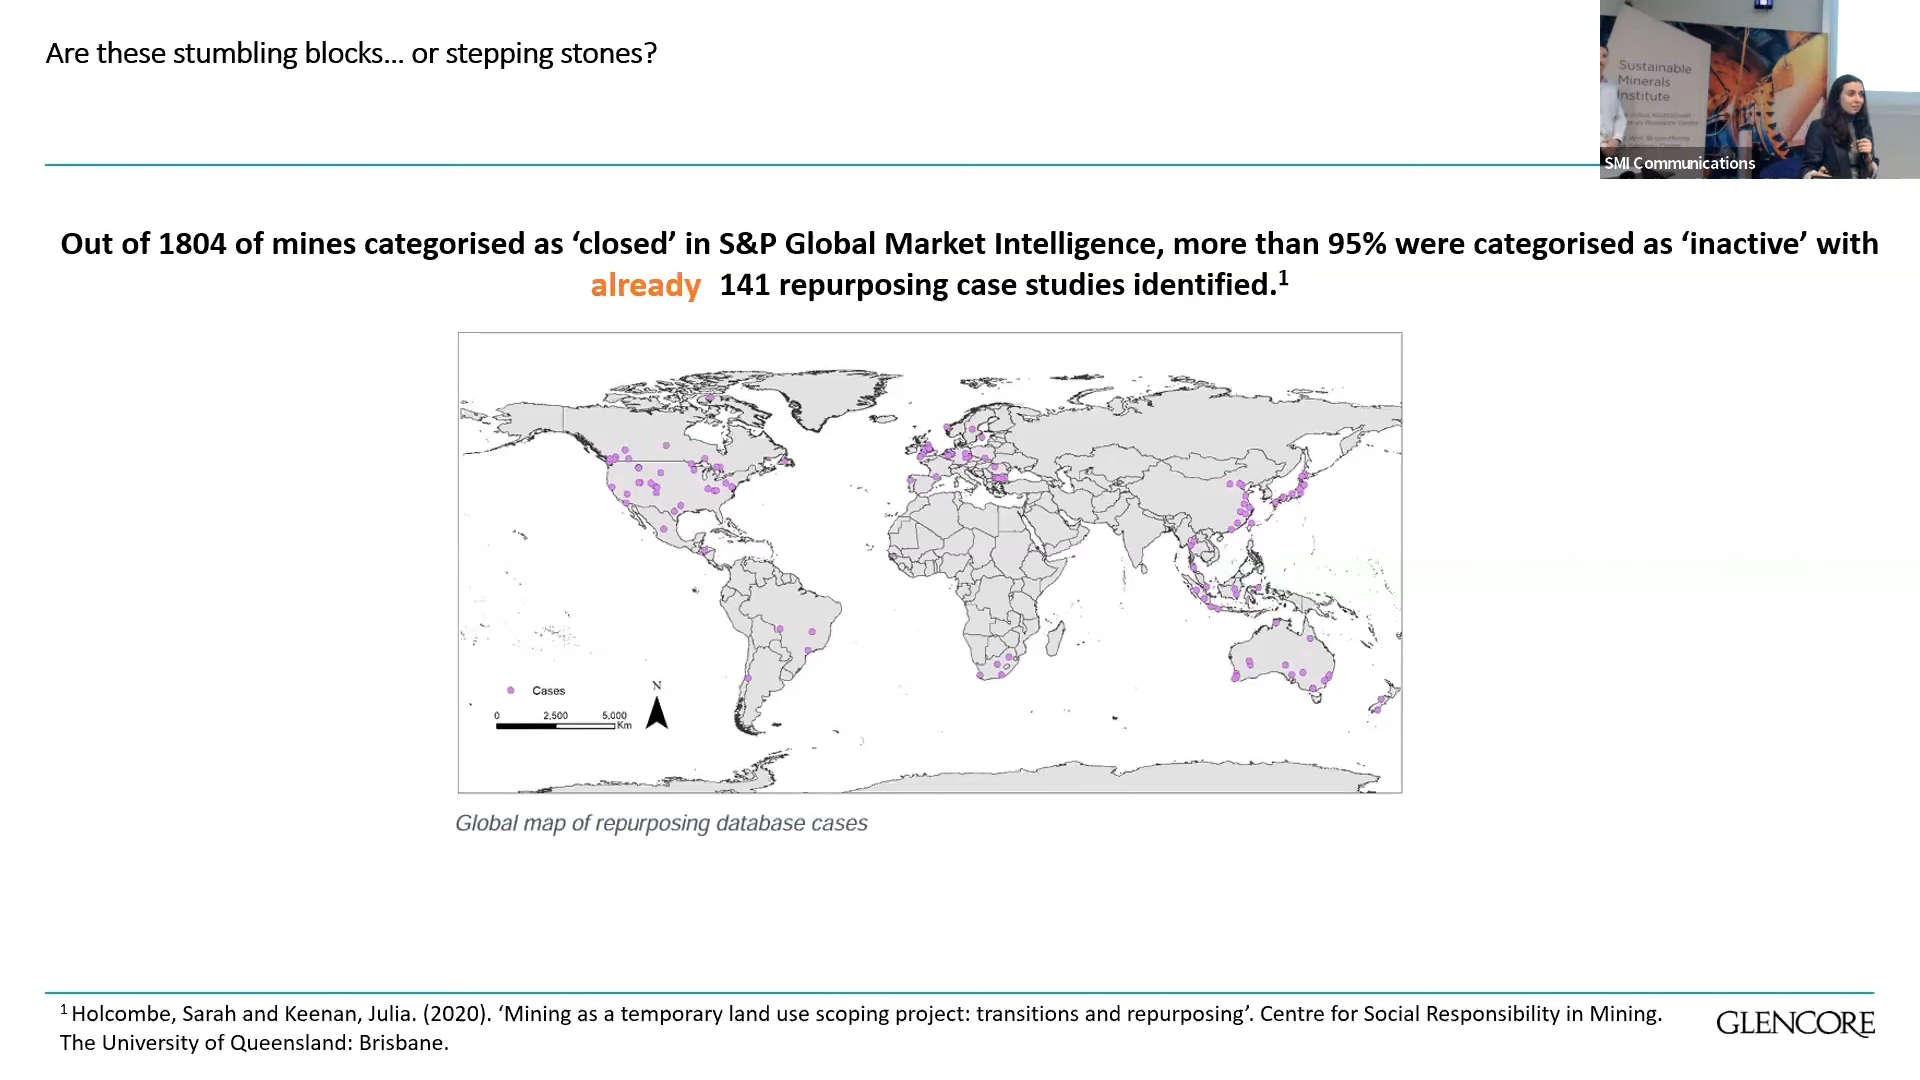 Are these stumbling blocks... or stepping stones?
Sustainable
Minerals
Institute
SMI Communications
Out of 1804 of mines categorised as ‘closed’ in S&P Global Market Intelligence, more than 95% were categorised as ‘inactive’ with
already 141 repurposing case studies identified.¹
Cases
0 2,500 5,000
Km
N
Global map of repurposing database cases
¹ Holcombe, Sarah and Keenan, Julia. (2020). ‘Mining as a temporary land use scoping project: transitions and repurposing’. Centre for Social Responsibility in Mining.
The University of Queensland: Brisbane.
GLENCORE